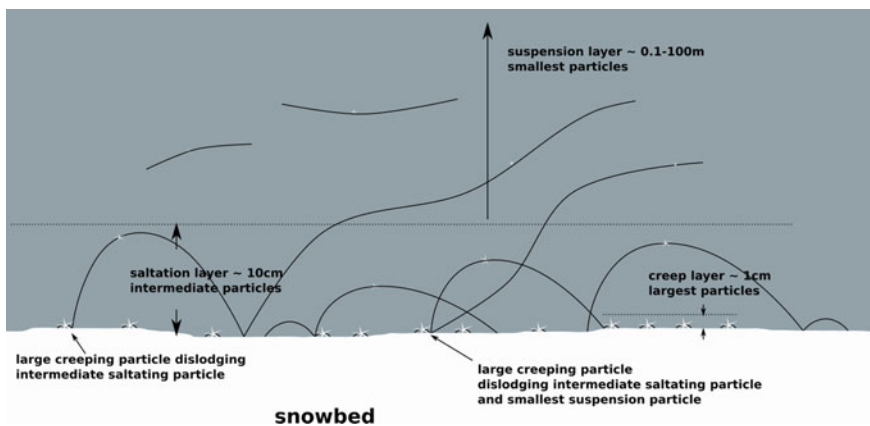 suspension layer ~ 0.1-100m
smallest particles
saltation layer ~ 10cm
intermediate particles
creep layer ~ 1cm
largest particles
large creeping particle dislodging
intermediate saltating particle
large creeping particle
dislodging intermediate saltating particle
and smallest suspension particle
snowbed